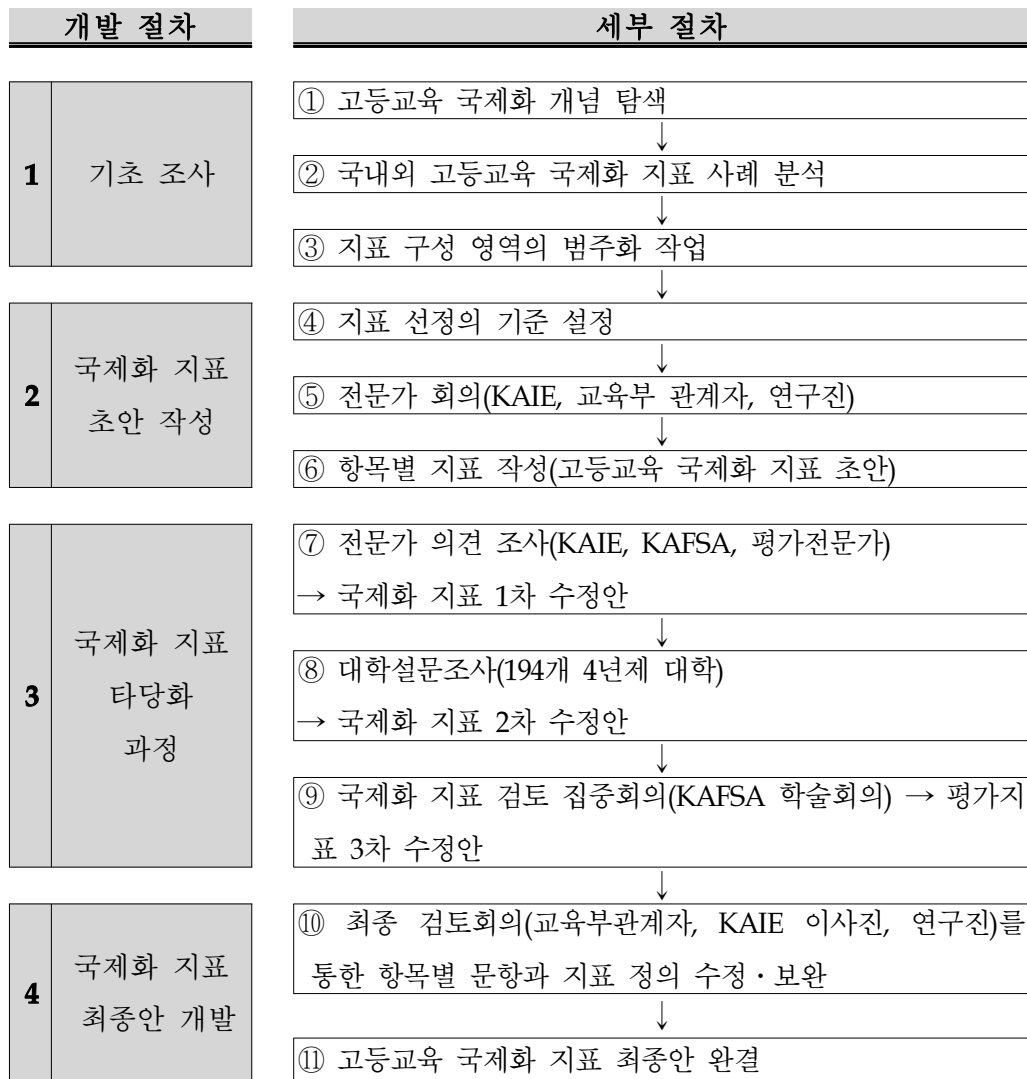 개발 절차
세부 절차
1
기초 조사
① 고등교육 국제화 개념 탐색
↓
② 국내외 고등교육 국제화 지표 사례 분석
↓
③ 지표 구성 영역의 범주화 작업
↓
2
국제화 지표
초안 작성
④ 지표 선정의 기준 설정
↓
⑤ 전문가 회의(KAIE, 교육부 관계자, 연구진)
↓
⑥ 항목별 지표 작성(고등교육 국제화 지표 초안)
3
국제화 지표
타당화
과정
⑦ 전문가 의견 조사(KAIE, KAFSA, 평가전문가)
→ 국제화 지표 1차 수정안
↓
⑧ 대학설문조사(194개 4년제 대학)
→ 국제화 지표 2차 수정안
↓
⑨ 국제화 지표 검토 집중회의(KAFSA 학술회의) → 평가지
표 3차 수정안
↓
4
국제화 지표
최종안 개발
⑩ 최종 검토회의(교육부관계자, KAIE 이사진, 연구진)를
통한 항목별 문항과 지표 정의 수정·보완
↓
⑪ 고등교육 국제화 지표 최종안 완결